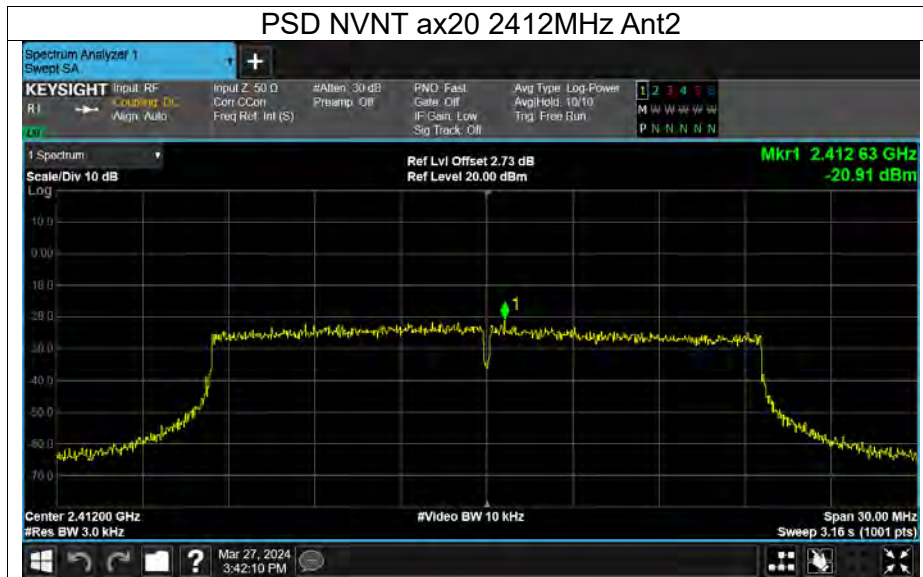 PSD NVNT ax20 2412MHz Ant2
Spectrum Analyzer 1
Swept SA
+
KEYSIGHT Input: RF
Coupling: DC
Align: Auto
Input Z: 50 Ω
Corr CCorr
Freq Ref: Int (S)
#Atten: 30 dB
Preamp: Off
PNO: Fast
Gate: Off
IF Gain: Low
Sig Track: Off
Avg Type: Log-Power
Avg|Hold: 10/10
Trig: Free Run
1 2 3 4 5 6
M W W W W W
P N N N N N
1 Spectrum
Scale/Div 10 dB
Ref Lvl Offset 2.73 dB
Ref Level 20.00 dBm
Mkr1 2.412 63 GHz
-20.91 dBm
Log
10.0
0.00
1
-40.0
-50.0
-60.0
-70.0
Center 2.41200 GHz
#Res BW 3.0 kHz
#Video BW 10 kHz
Span 30.00 MHz
Sweep 3.16 s (1001 pts)
?
Mar 27, 2024
3:42:10 PM